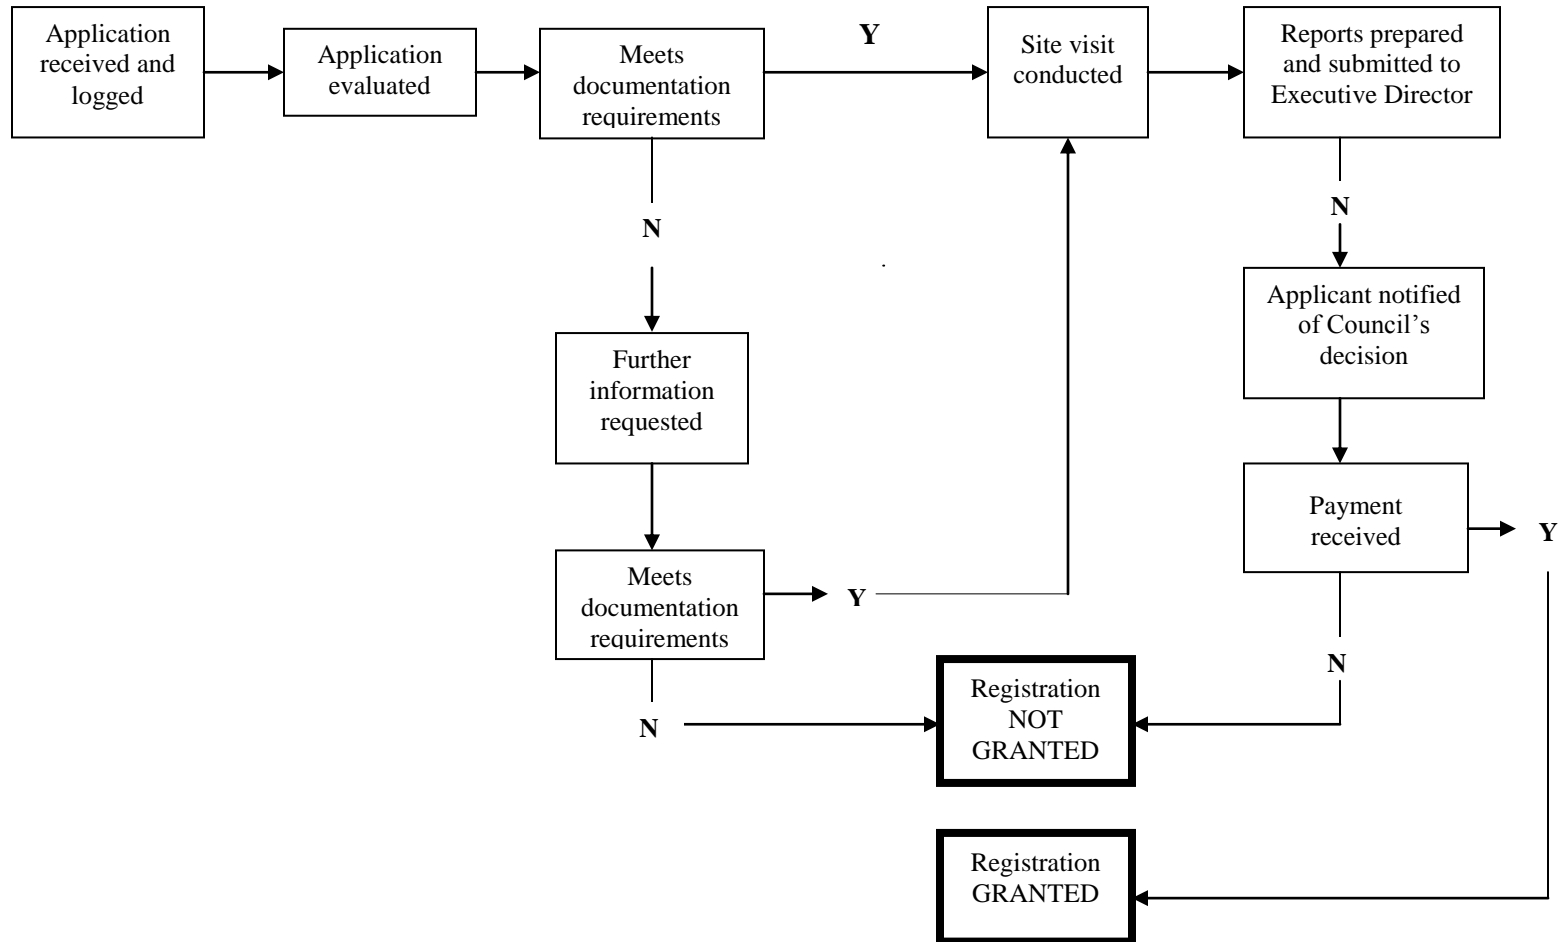 Application
received and
logged
Application
evaluated
Meets
documentation
requirements
Y
Site visit
conducted
Reports prepared
and submitted to
Executive Director
N
N
Applicant notified
of Council's
decision
Further
information
requested
Payment
received
Y
Meets
documentation
requirements
Y
N
N
Registration
NOT
GRANTED
Registration
GRANTED